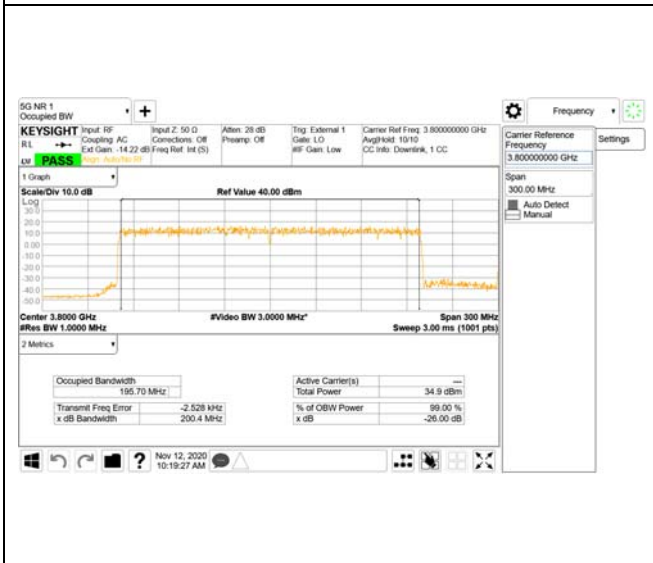 5G NR 1
Occupied BW
Frequency
KEYSIGHT
RL
LXI
PASS
Input: RF
Coupling: AC
Ext Gain: -14.22 dB
Align: Auto/No RF
Input Z: 50 Ω
Corrections: Off
Freq Ref: Int (S)
Atten: 28 dB
Preamp: Off
Trig: External 1
Gate: LO
#IF Gain: Low
Carrier Ref Freq: 3.800000000 GHz
Avg|Hold: 10/10
CC Info: Downlink, 1 CC
Carrier Reference
Frequency
3.800000000 GHz
Settings
Span
300.00 MHz
Auto Detect
Manual
1 Graph
Scale/Div 10.0 dB
Ref Value 40.00 dBm
Log
30.0
20.0
10.0
0.00
-10.0
-20.0
-30.0
-40.0
-50.0
Center 3.8000 GHz
#Video BW 3.0000 MHz*
Span 300 MHz
#Res BW 1.0000 MHz
Sweep 3.00 ms (1001 pts)
2 Metrics
Occupied Bandwidth
195.70 MHz
Active Carrier(s) ---
Total Power 34.9 dBm
Transmit Freq Error -2.528 kHz
% of OBW Power 99.00 %
x dB Bandwidth 200.4 MHz
x dB -26.00 dB
?
Nov 12, 2020
10:19:27 AM